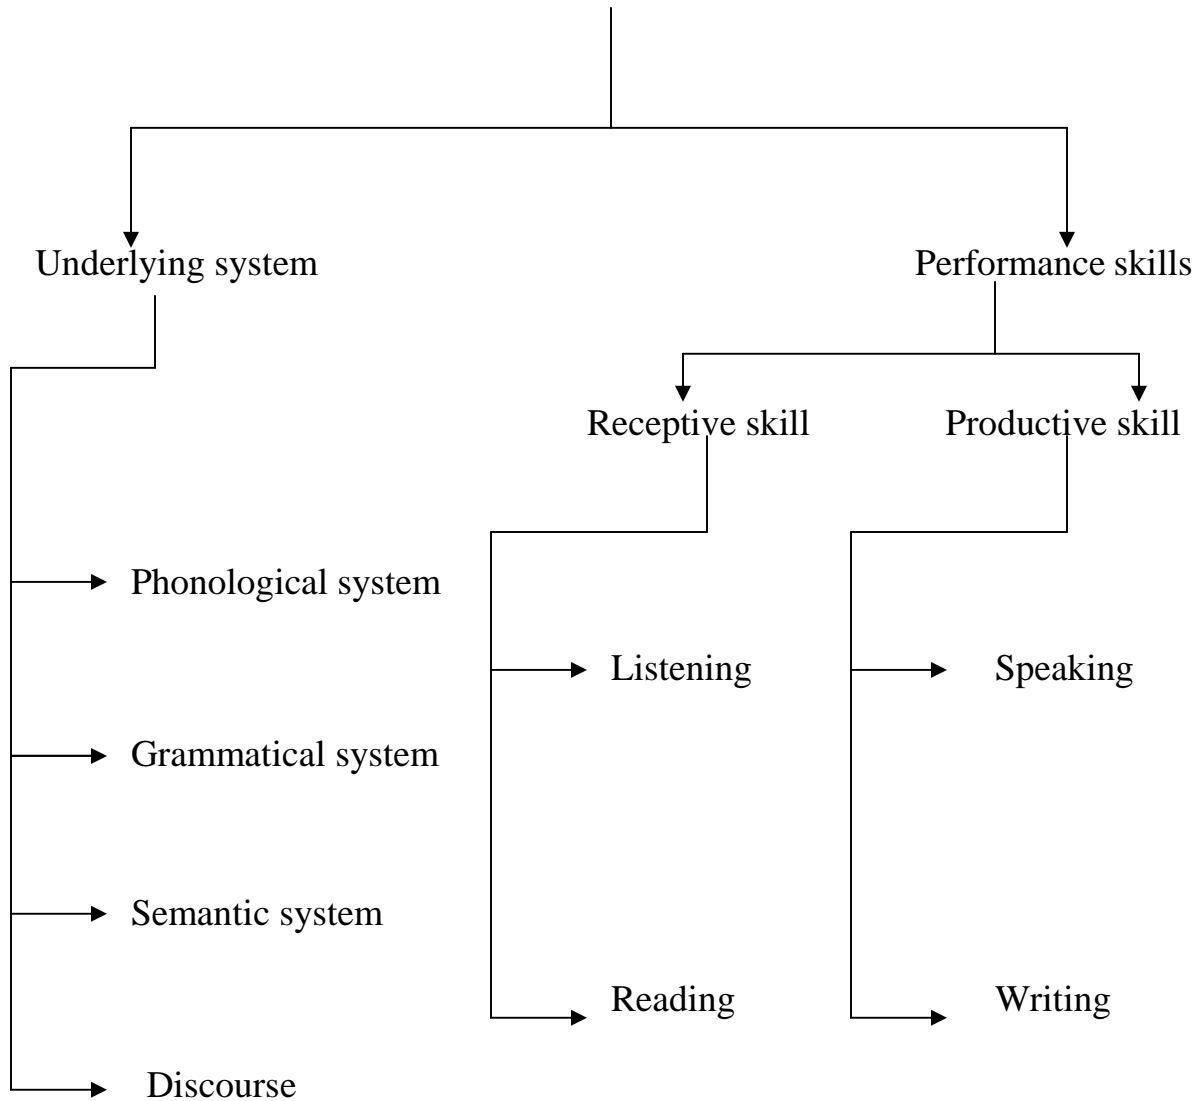 Underlying system
Performance skills
Receptive skill
Productive skill
Phonological system
Listening
Speaking
Grammatical system
Semantic system
Reading
Writing
Discourse